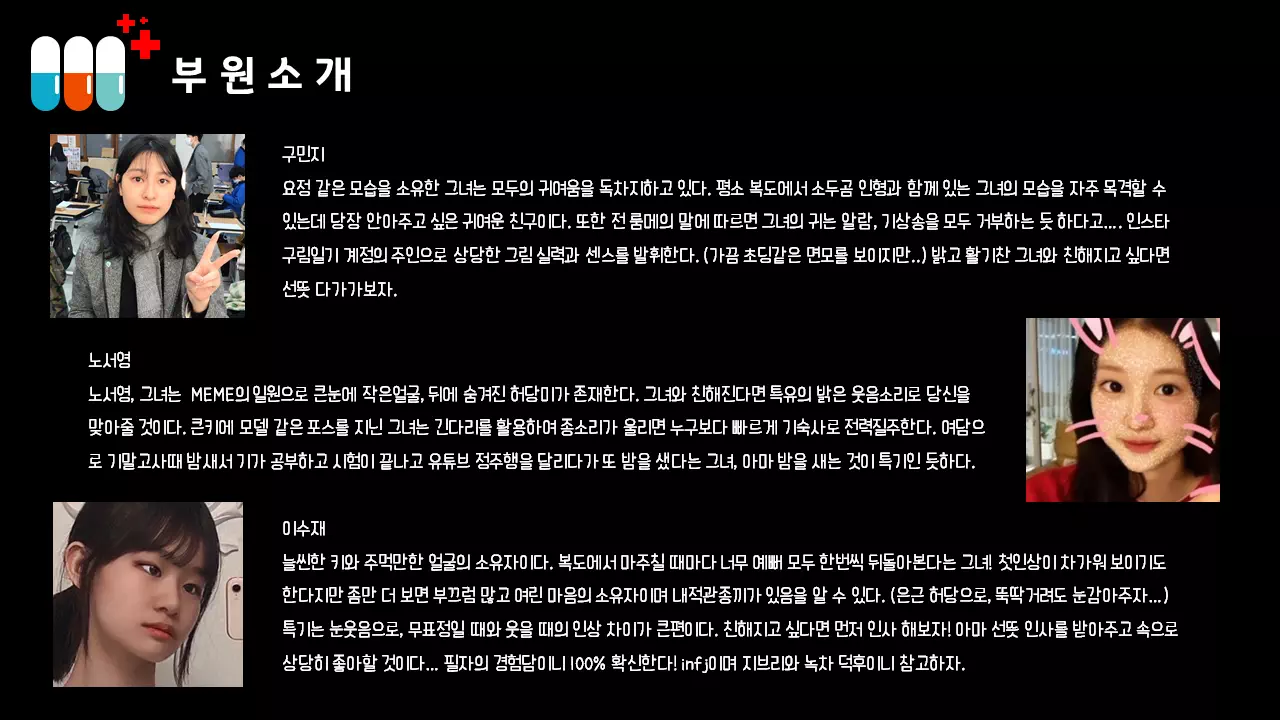 부원소개
구민지
요정 같은 모습을 소유한 그녀는 모두의 귀여움을 독차지하고 있다. 평소 복도에서 소두곰 인형과 함께 있는 그녀의 모습을 자주 목격할 수
있는데 당장 안아주고 싶은 귀여운 친구이다. 또한 전 룸메의 말에 따르면 그녀의 귀는 알람, 기상송을 모두 거부하는 듯 하다고.... 인스타
구림일기 계정의 주인으로 상당한 그림 실력과 센스를 발휘한다. (가끔 초딩같은 면모를 보이지만..) 밝고 활기찬 그녀와 친해지고 싶다면
선뜻 다가가보자.
노서영
노서영, 그녀는 MEME의 일원으로 큰눈에 작은얼굴, 뒤에 숨겨진 허당미가 존재한다. 그녀와 친해진다면 특유의 밝은 웃음소리로 당신을
맞아줄 것이다. 큰키에 모델 같은 포스를 지닌 그녀는 긴다리를 활용하여 종소리가 울리면 누구보다 빠르게 기숙사로 전력질주한다. 여담으
로 기말고사때 밤새서 기가 공부하고 시험이 끝나고 유튜브 정주행을 달리다가 또 밤을 샜다는 그녀, 아마 밤을 새는 것이 특기인 듯하다.
이수재
늘씬한 키와 주먹만한 얼굴의 소유자이다. 복도에서 마주칠 때마다 너무 예뻐 모두 한번씩 뒤돌아본다는 그녀! 첫인상이 차가워 보이기도
한다지만 좀만 더 보면 부끄럼 많고 여린 마음의 소유자이며 내적관종끼가 있음을 알 수 있다. (은근 허당으로, 뚝딱거려도 눈감아주자...)
특기는 눈웃음으로, 무표정일 때와 웃을 때의 인상 차이가 큰편이다. 친해지고 싶다면 먼저 인사 해보자! 아마 선뜻 인사를 받아주고 속으로
상당히 좋아할 것이다... 필자의 경험담이니 100% 확신한다! infj이며 지브리와 녹차 덕후이니 참고하자.